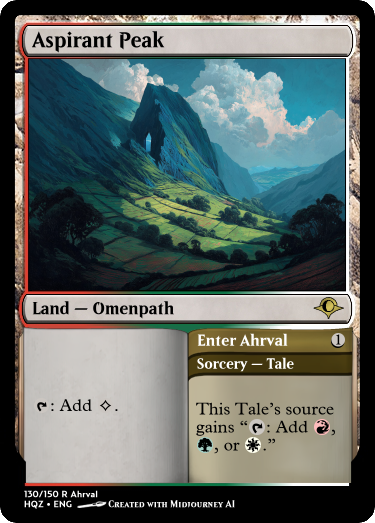 Aspirant Peak
Land — Omenpath
Enter Ahrval 1
Sorcery — Tale
: Add .
This Tale's source
gains “: Add ,
, or .”
130/150 R Ahrval
HQZ • ENG Created with Midjourney AI